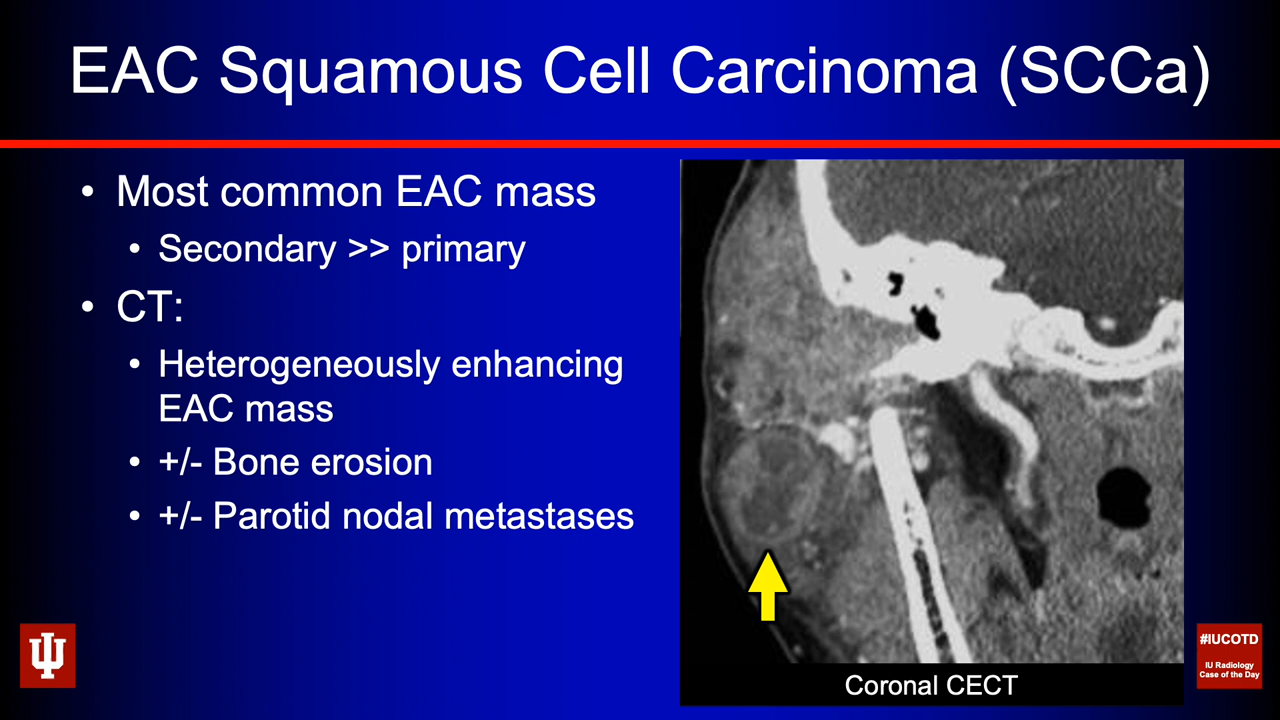 EAC Squamous Cell Carcinoma (SCCa)
• Most common EAC mass
• Secondary >> primary
• CT:
• Heterogeneously enhancing
EAC mass
• +/- Bone erosion
• +/- Parotid nodal metastases
Coronal CECT
#IUCOTD
IU Radiology
Case of the Day